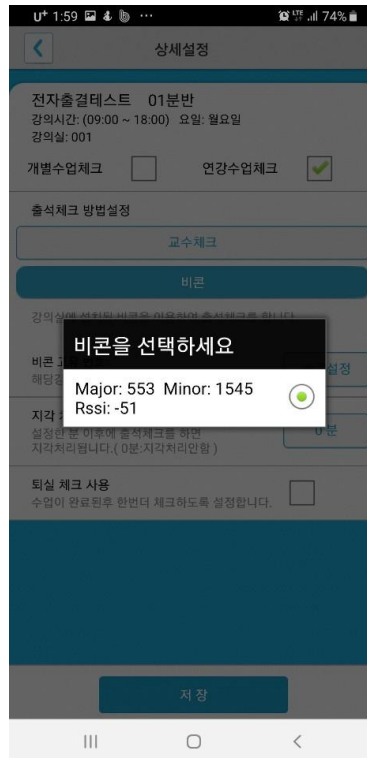 U+ 1:59 ... LTE 74%
상세설정
전자출결테스트 01분반
강의시간: (09:00 ~ 18:00) 요일: 월요일
강의실: 001
개별수업체크 연강수업체크
출석체크 방법설정
교수체크
비콘
강의실에 설치된 비콘을 이용하여 출석체크를 합니다.
비콘을 선택하세요
비콘 설정
해당
Major: 553 Minor: 1545
Rssi: -51
지각
0 분
설정한 분 이후에 출석체크를 하면
지각처리됩니다.( 0분:지각처리안함 )
퇴실 체크 사용
수업이 완료된후 한번더 체크하도록 설정합니다.
저 장